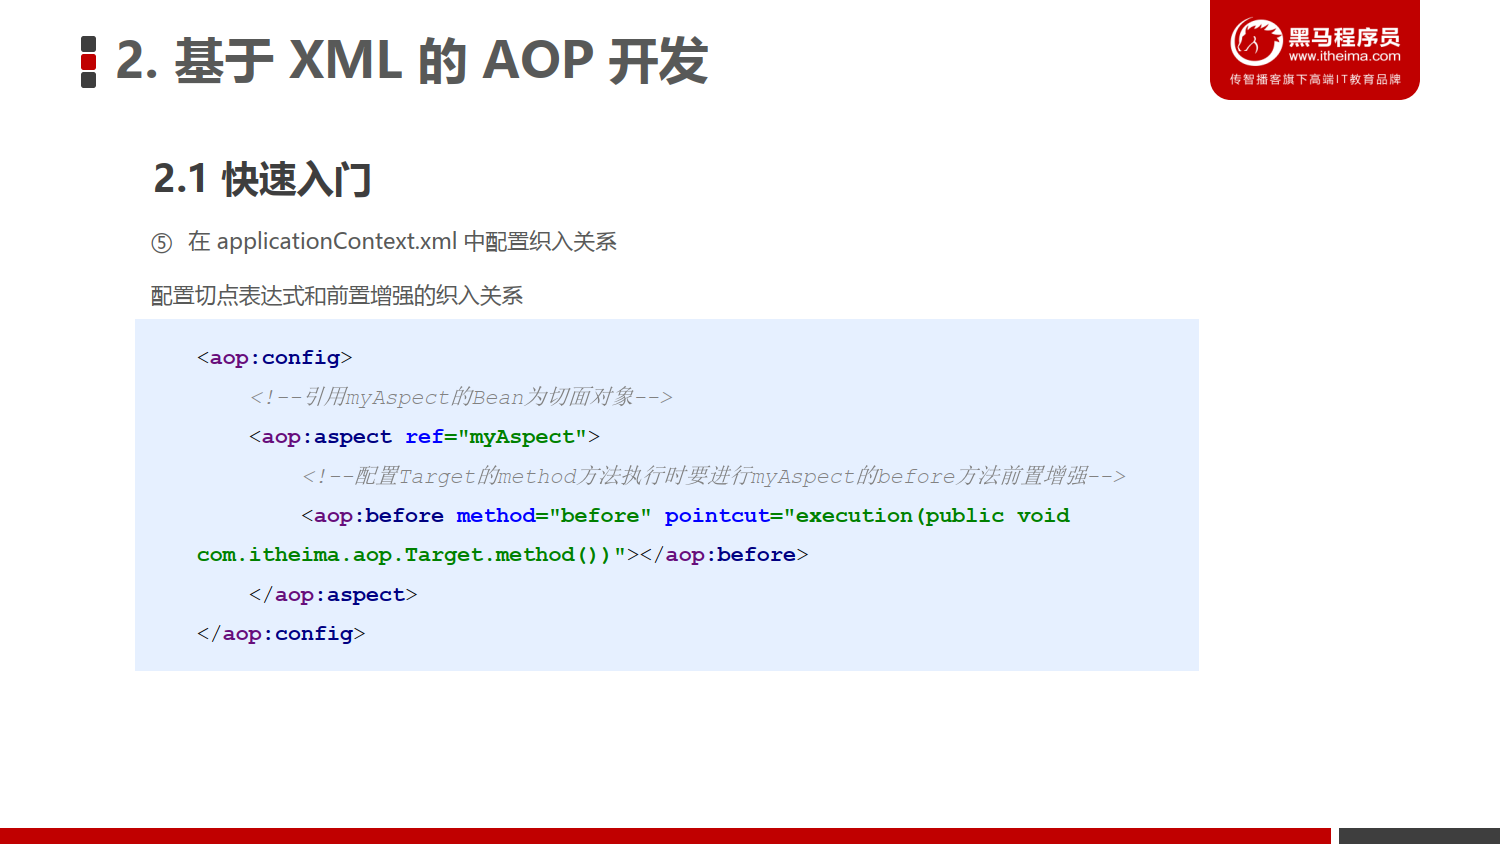 2. 基于 XML 的 AOP 开发
黑马程序员
www.itheima.com
传智播客旗下高端IT教育品牌
2.1 快速入门
⑤ 在 applicationContext.xml 中配置织入关系
配置切点表达式和前置增强的织入关系
<aop:config>
<!--引用myAspect的Bean为切面对象-->
<aop:aspect ref="myAspect">
<!--配置Target的method方法执行时要进行myAspect的before方法前置增强-->
<aop:before method="before" pointcut="execution(public void
com.itheima.aop.Target.method())"></aop:before>
</aop:aspect>
</aop:config>